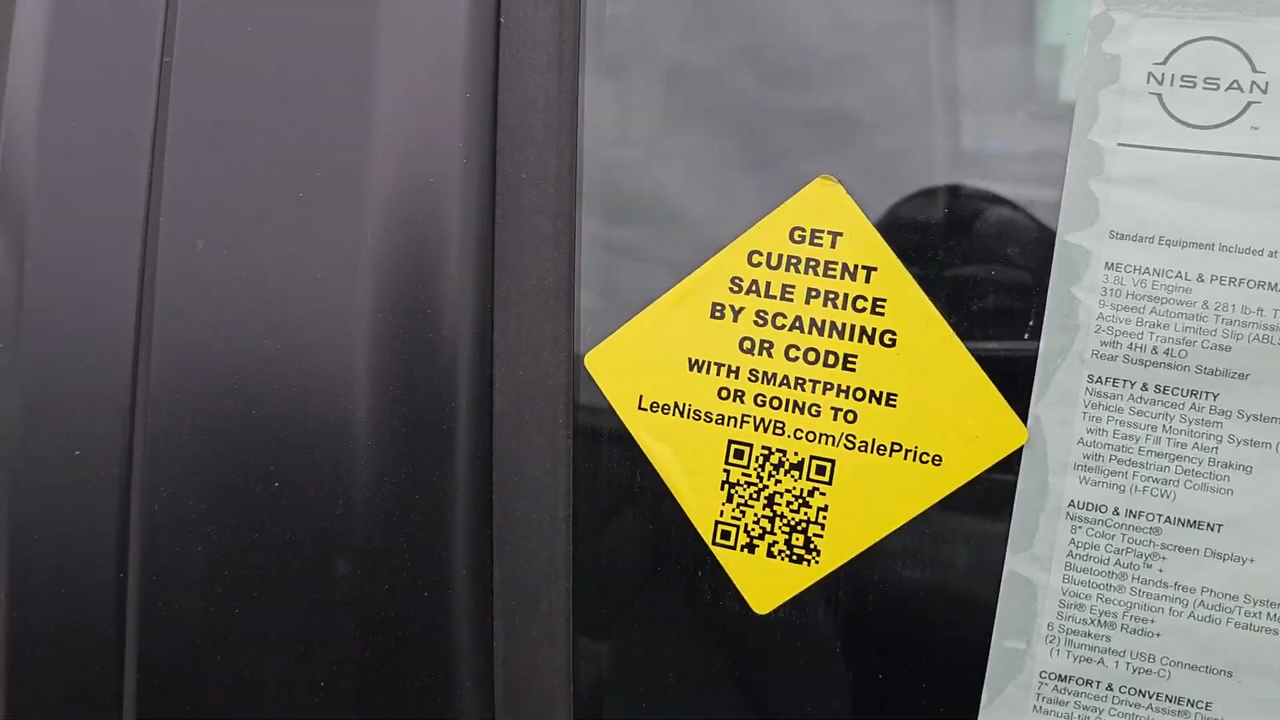 GET
CURRENT
SALE PRICE
BY SCANNING
QR CODE
WITH SMARTPHONE
OR GOING TO
LeeNissanFWB.com/SalePrice
NISSAN
TM
Standard Equipment Included at
MECHANICAL & PERFORMA
3.8L V6 Engine
310 Horsepower & 281 lb-ft. T
9-speed Automatic Transmiss
Active Brake Limited Slip (ABLS
2-Speed Transfer Case
with 4HI & 4LO
Rear Suspension Stabilizer
SAFETY & SECURITY
Nissan Advanced Air Bag System
Vehicle Security System
Tire Pressure Monitoring System (
with Easy Fill Tire Alert
Automatic Emergency Braking
with Pedestrian Detection
Intelligent Forward Collision
Warning (I-FCW)
AUDIO & INFOTAINMENT
NissanConnect®
8" Color Touch-screen Display+
Apple CarPlay®+
Android Auto™ +
Bluetooth® Hands-free Phone Syste
Bluetooth® Streaming (Audio/Text Me
Voice Recognition for Audio Features
Siri® Eyes Free+
SiriusXM® Radio+
6 Speakers
(2) Illuminated USB Connections
(1 Type-A, 1 Type-C)
COMFORT & CONVENIENCE
7" Advanced Drive-Assist® Disp
Trailer Sway Control
Manual-tilt